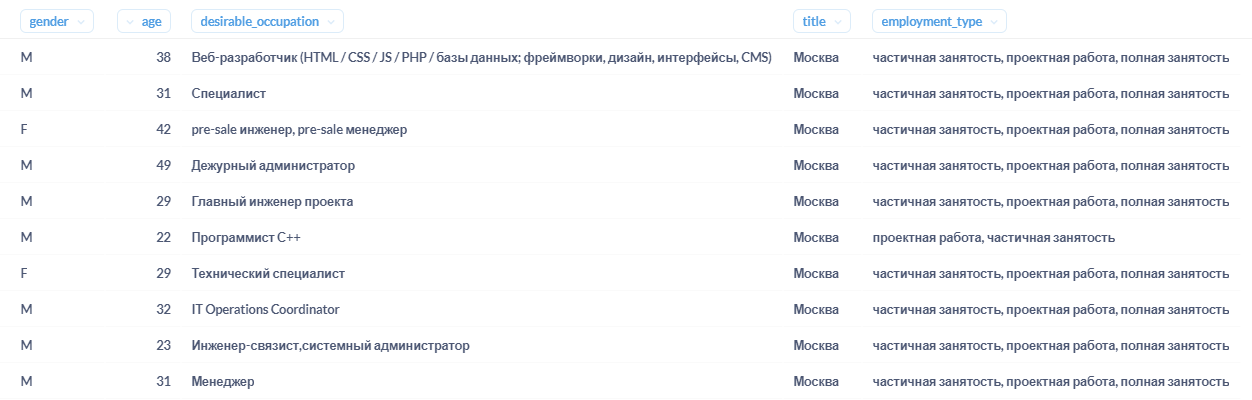 gender age desirable_occupation title employment_type
M 38 Веб-разработчик (HTML / CSS / JS / PHP / базы данных; фреймворки, дизайн, интерфейсы, CMS) Москва частичная занятость, проектная работа, полная занятость
M 31 Специалист Москва частичная занятость, проектная работа, полная занятость
F 42 pre-sale инженер, pre-sale менеджер Москва частичная занятость, проектная работа, полная занятость
M 49 Дежурный администратор Москва частичная занятость, проектная работа, полная занятость
M 29 Главный инженер проекта Москва частичная занятость, проектная работа, полная занятость
M 22 Программист C++ Москва проектная работа, частичная занятость
F 29 Технический специалист Москва частичная занятость, проектная работа, полная занятость
M 32 IT Operations Coordinator Москва частичная занятость, проектная работа, полная занятость
M 23 Инженер-связист,системный администратор Москва частичная занятость, проектная работа, полная занятость
M 31 Менеджер Москва частичная занятость, проектная работа, полная занятость